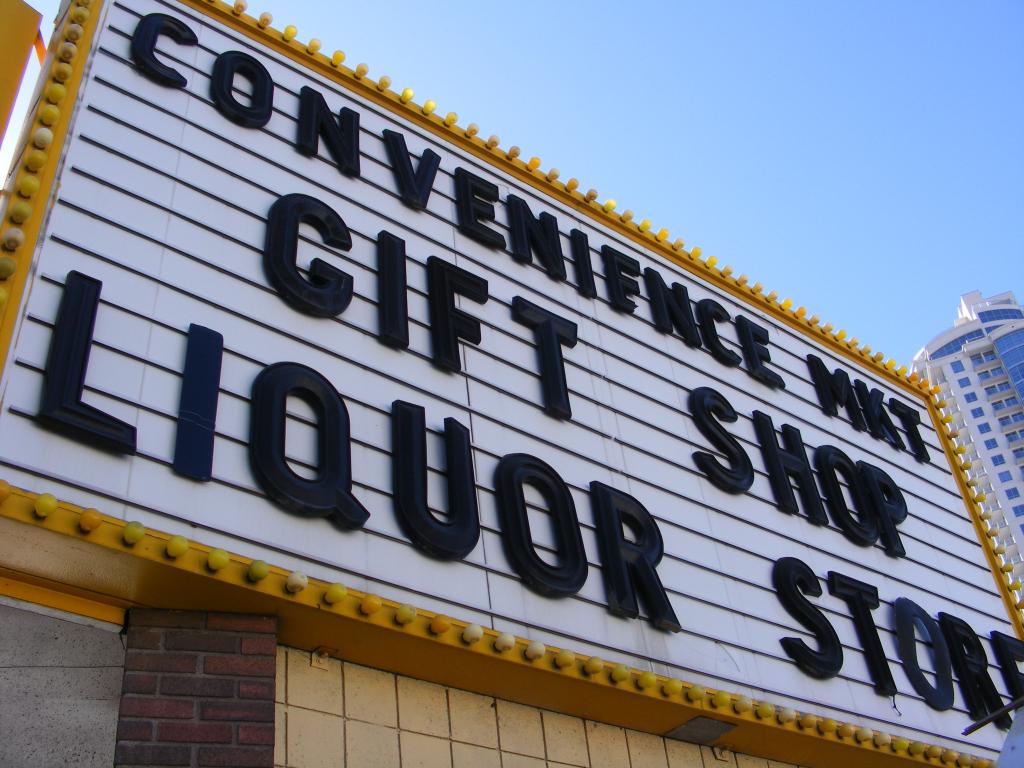 CONVENIENCE MKT
GIFT SHOP
LIQUOR STORE